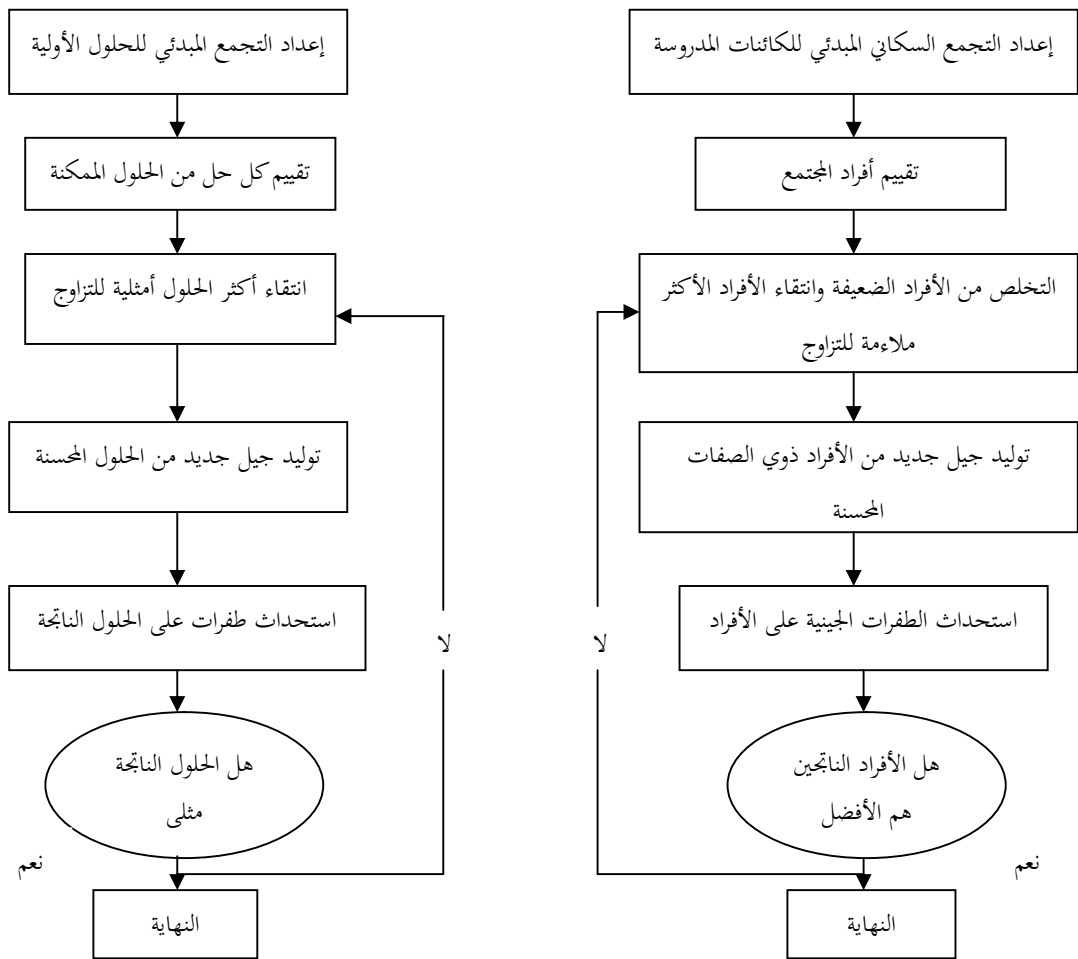 إعداد التجمع السكاني المبدئي للكائنات المدروسة
تقييم أفراد المجتمع
التخلص من الأفراد الضعيفة وانتقاء الأفراد الأكثر
ملاءمة للتزاوج
توليد جيل جديد من الأفراد ذوي الصفات
المحسنة
استحداث الطفرات الجينية على الأفراد
لا
هل الأفراد الناتجين
هم الأفضل
نعم
النهاية
إعداد التجمع المبدئي للحلول الأولية
تقييم كل حل من الحلول الممكنة
انتقاء أكثر الحلول أمثلية للتزاوج
توليد جيل جديد من الحلول المحسنة
استحداث طفرات على الحلول الناتجة
لا
هل الحلول الناتجة
مثلى
نعم
النهاية